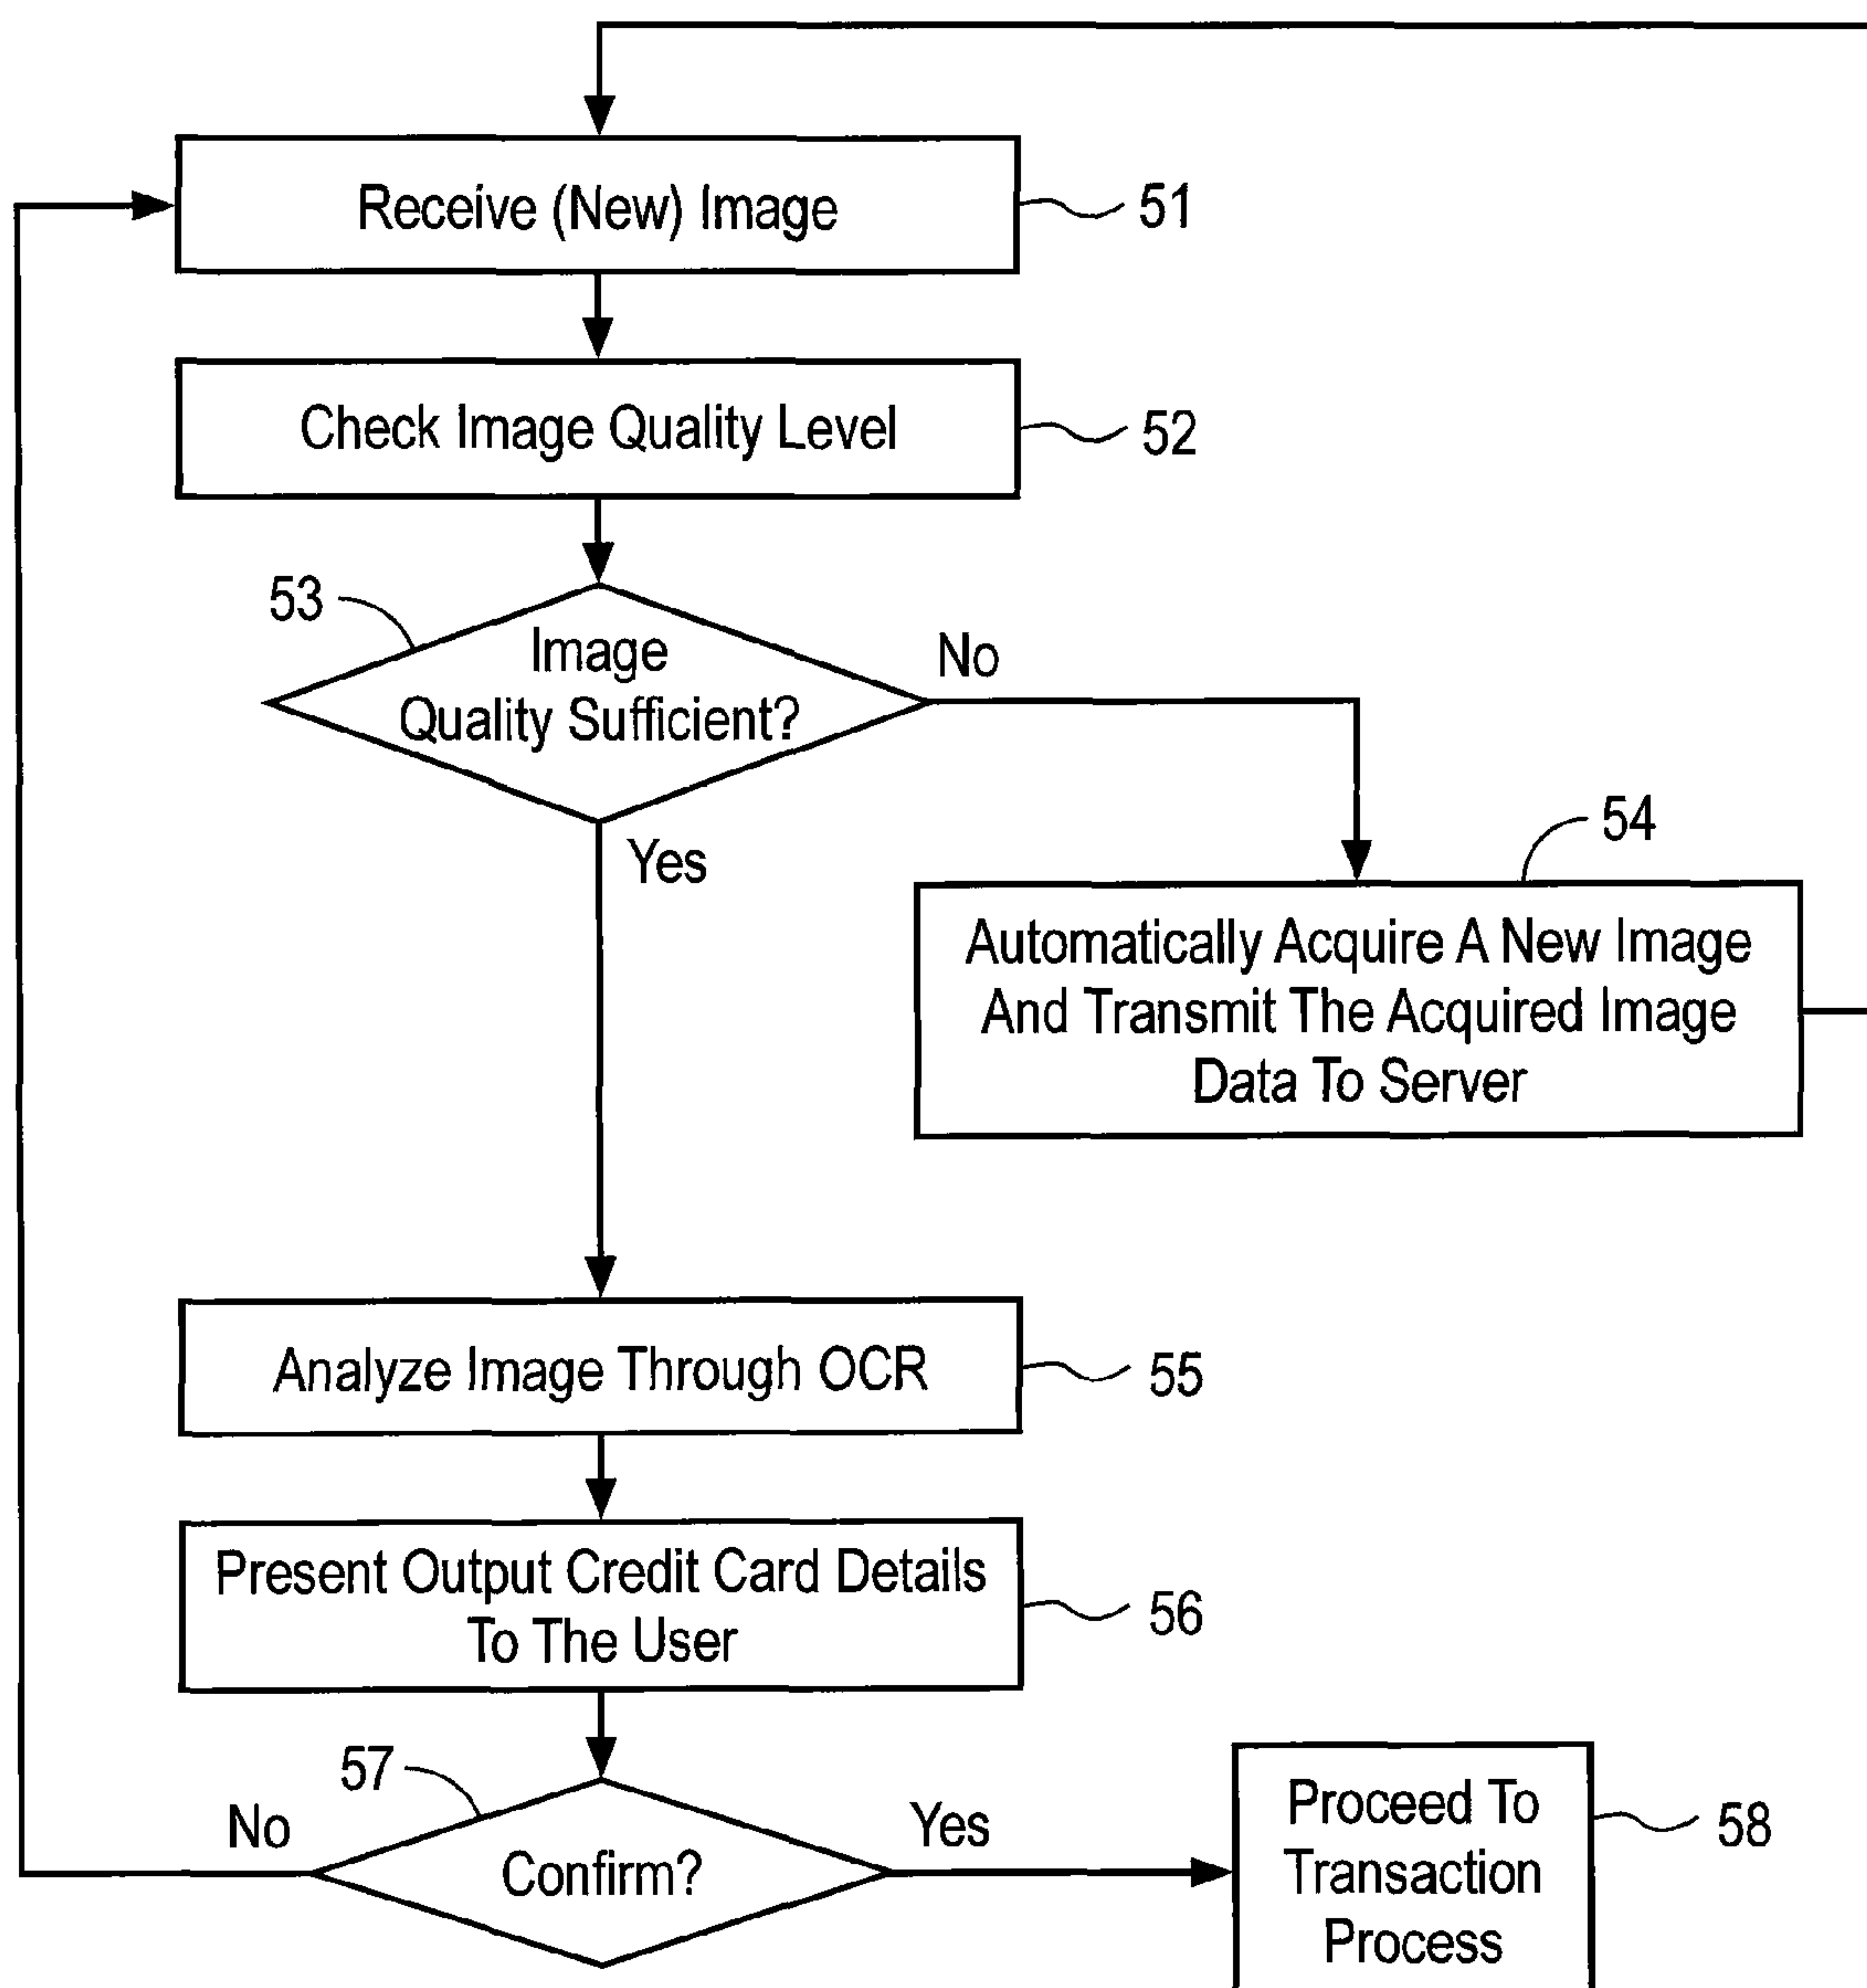 Receive (New) Image
51
Check Image Quality Level
52
53
Image
Quality Sufficient?
No
Yes
54
Automatically Acquire A New Image
And Transmit The Acquired Image
Data To Server
Analyze Image Through OCR
55
Present Output Credit Card Details
To The User
56
57
No
Confirm?
Yes
Proceed To
Transaction
Process
58